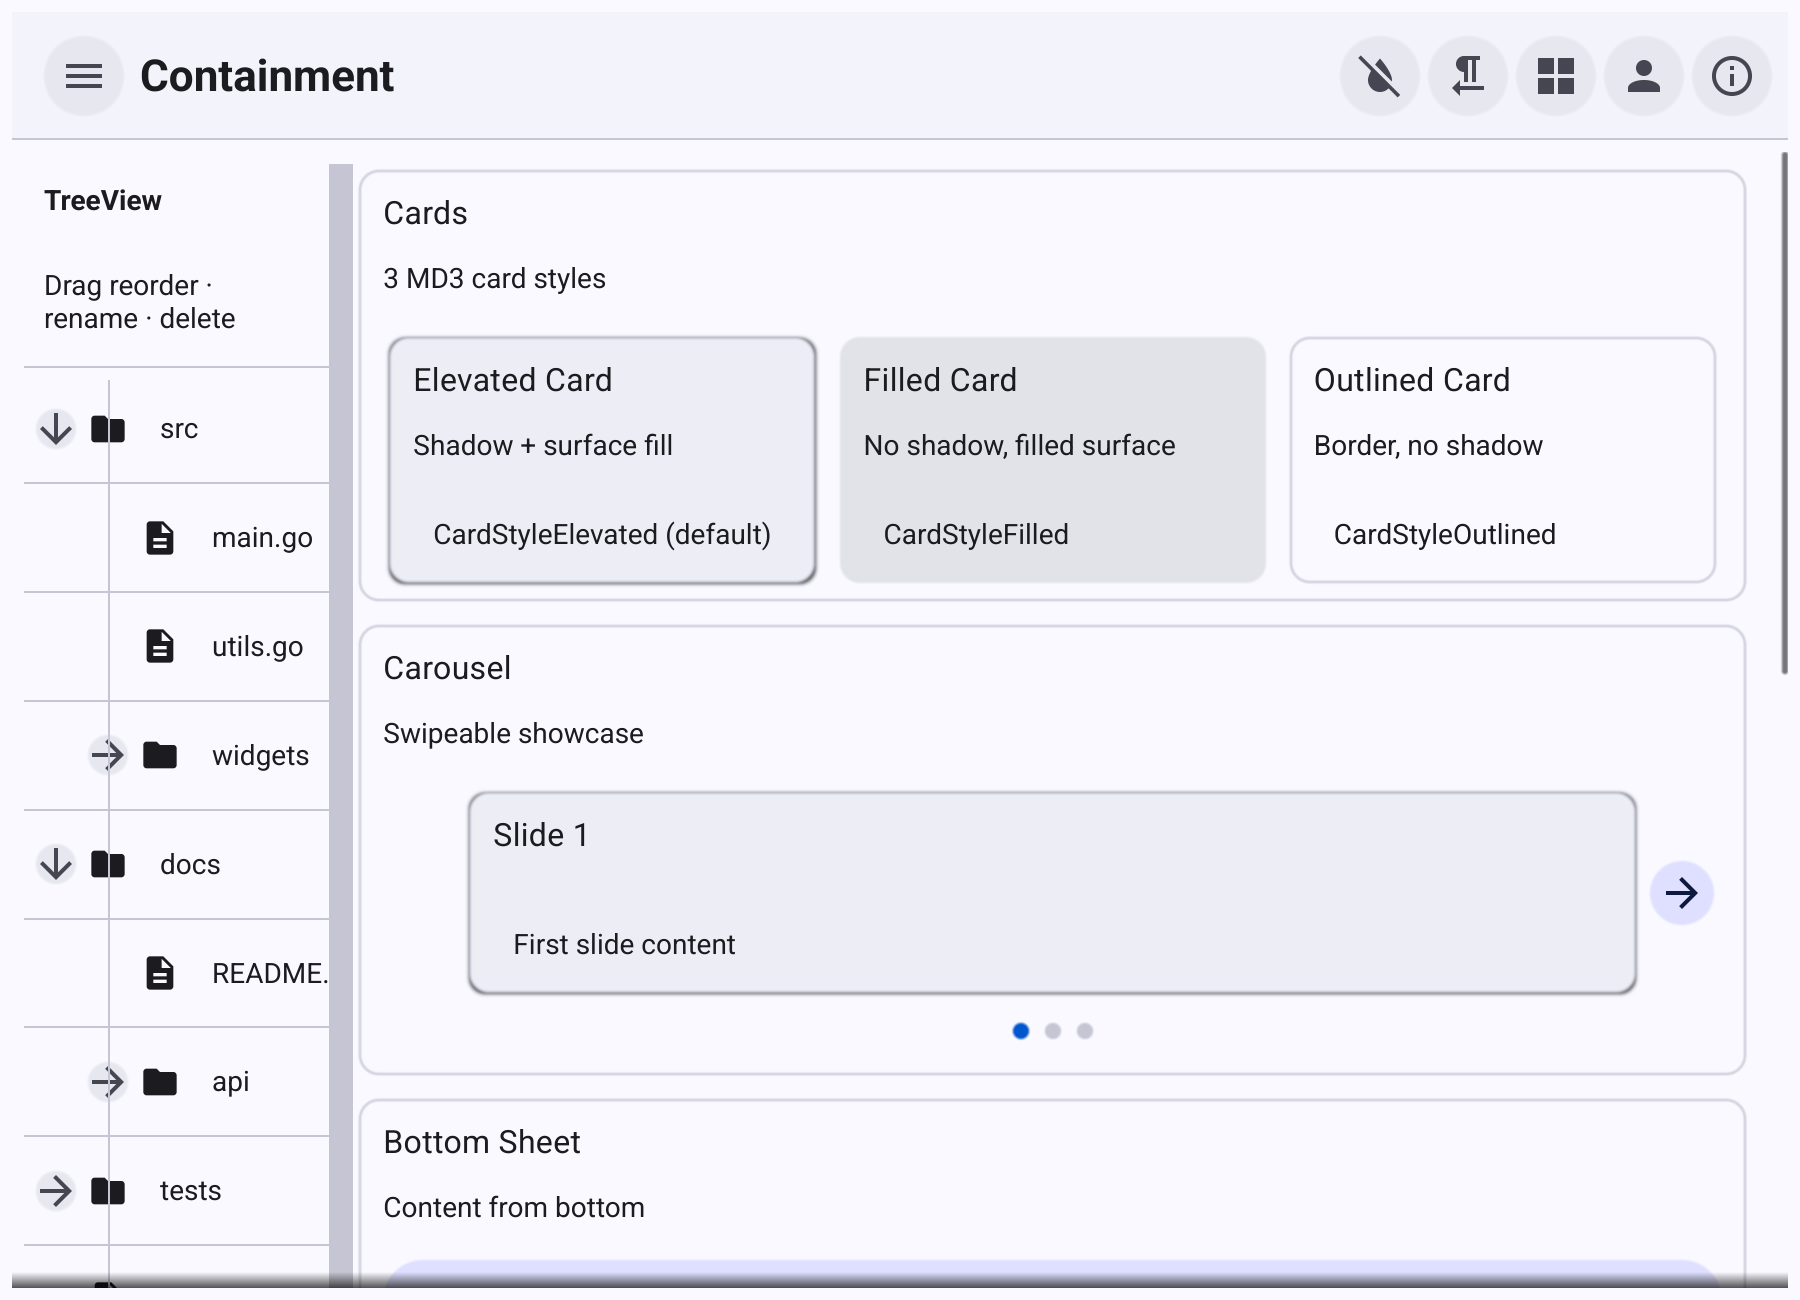 Containment
TreeView
Drag reorder ·
rename · delete
src
main.go
utils.go
widgets
docs
README.
api
tests
Cards
3 MD3 card styles
Elevated Card
Shadow + surface fill
CardStyleElevated (default)
Filled Card
No shadow, filled surface
CardStyleFilled
Outlined Card
Border, no shadow
CardStyleOutlined
Carousel
Swipeable showcase
Slide 1
First slide content
Bottom Sheet
Content from bottom